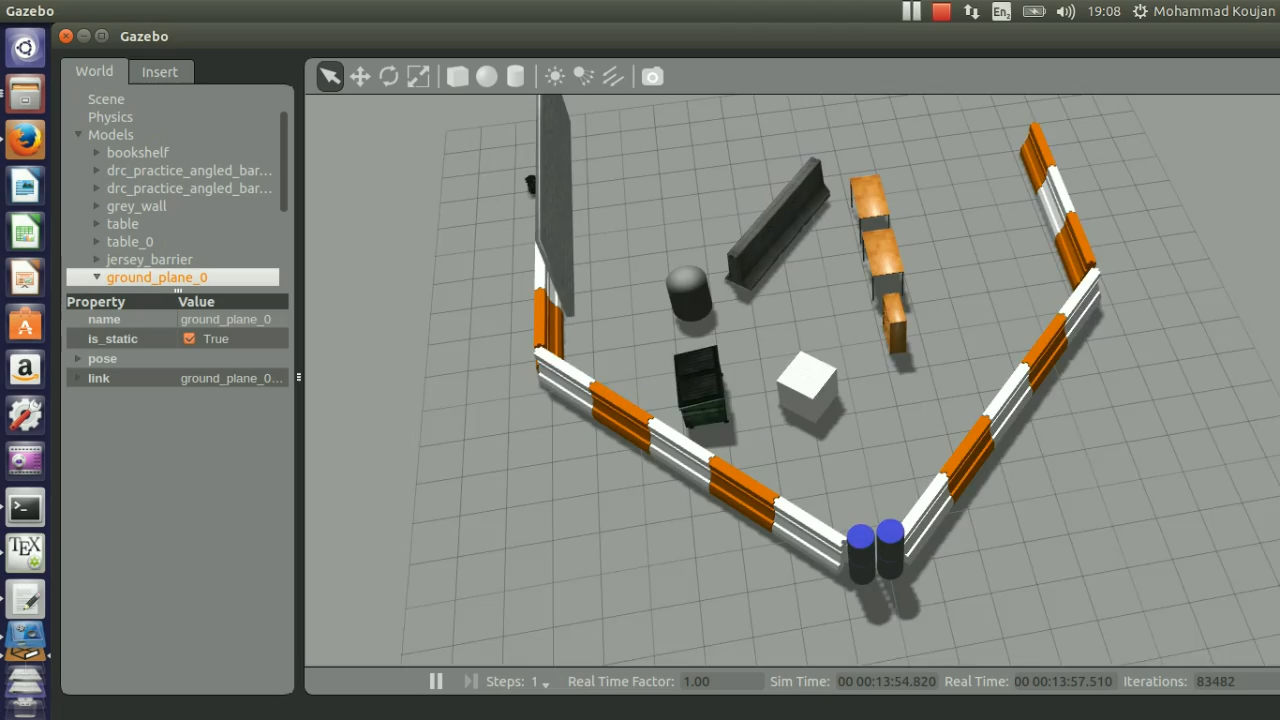 Gazebo
En2
19:08
Mohammad Koujan
Gazebo
World
Insert
Scene
Physics
Models
bookshelf
drc_practice_angled_bar...
drc_practice_angled_bar...
grey_wall
table
table_0
jersey_barrier
ground_plane_0
Property Value
name ground_plane_0
is_static True
pose
link ground_plane_0...
a
TEX
Steps: 1 Real Time Factor: 1.00 Sim Time: 00 00:13:54.820 Real Time: 00 00:13:57.510 Iterations: 83482